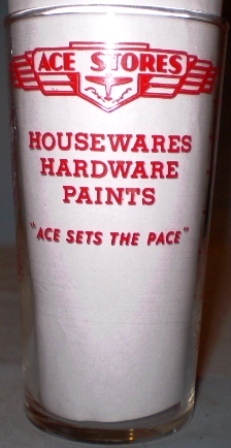 ACE STORES
HOUSEWARES
HARDWARE
PAINTS
"ACE SETS THE PACE"